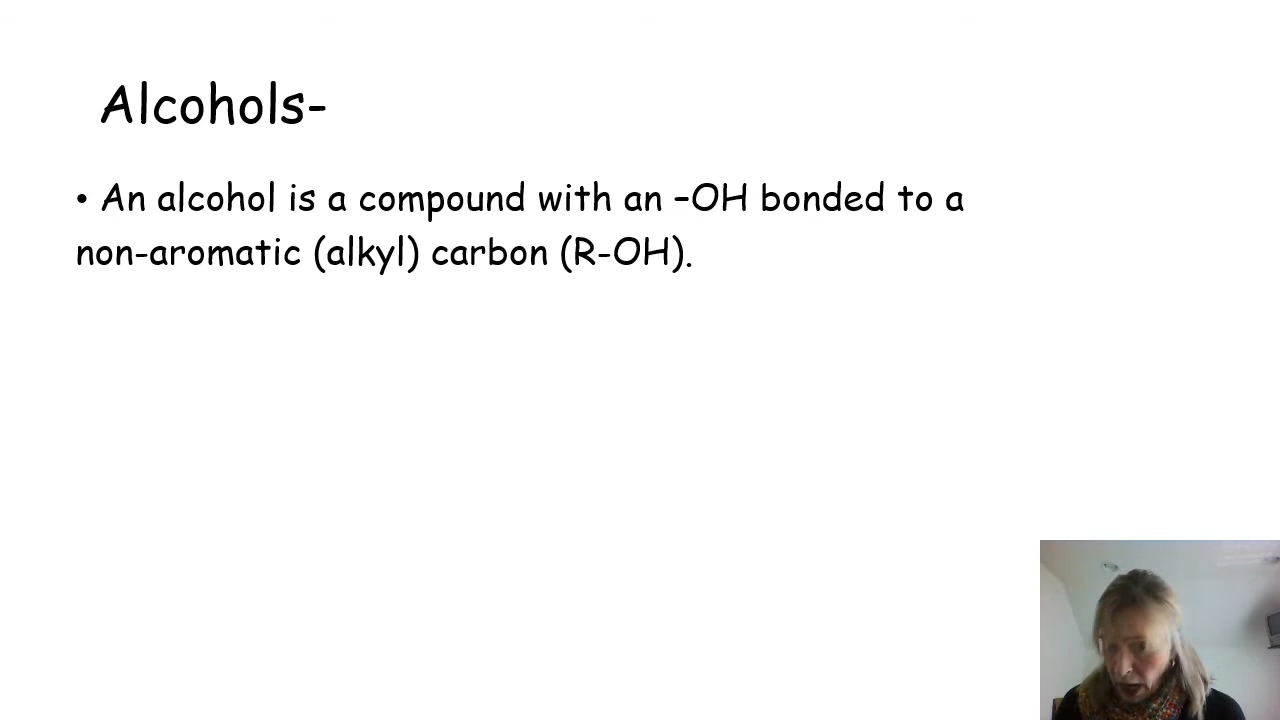 Alcohols-
• An alcohol is a compound with an –OH bonded to a
non-aromatic (alkyl) carbon (R-OH).